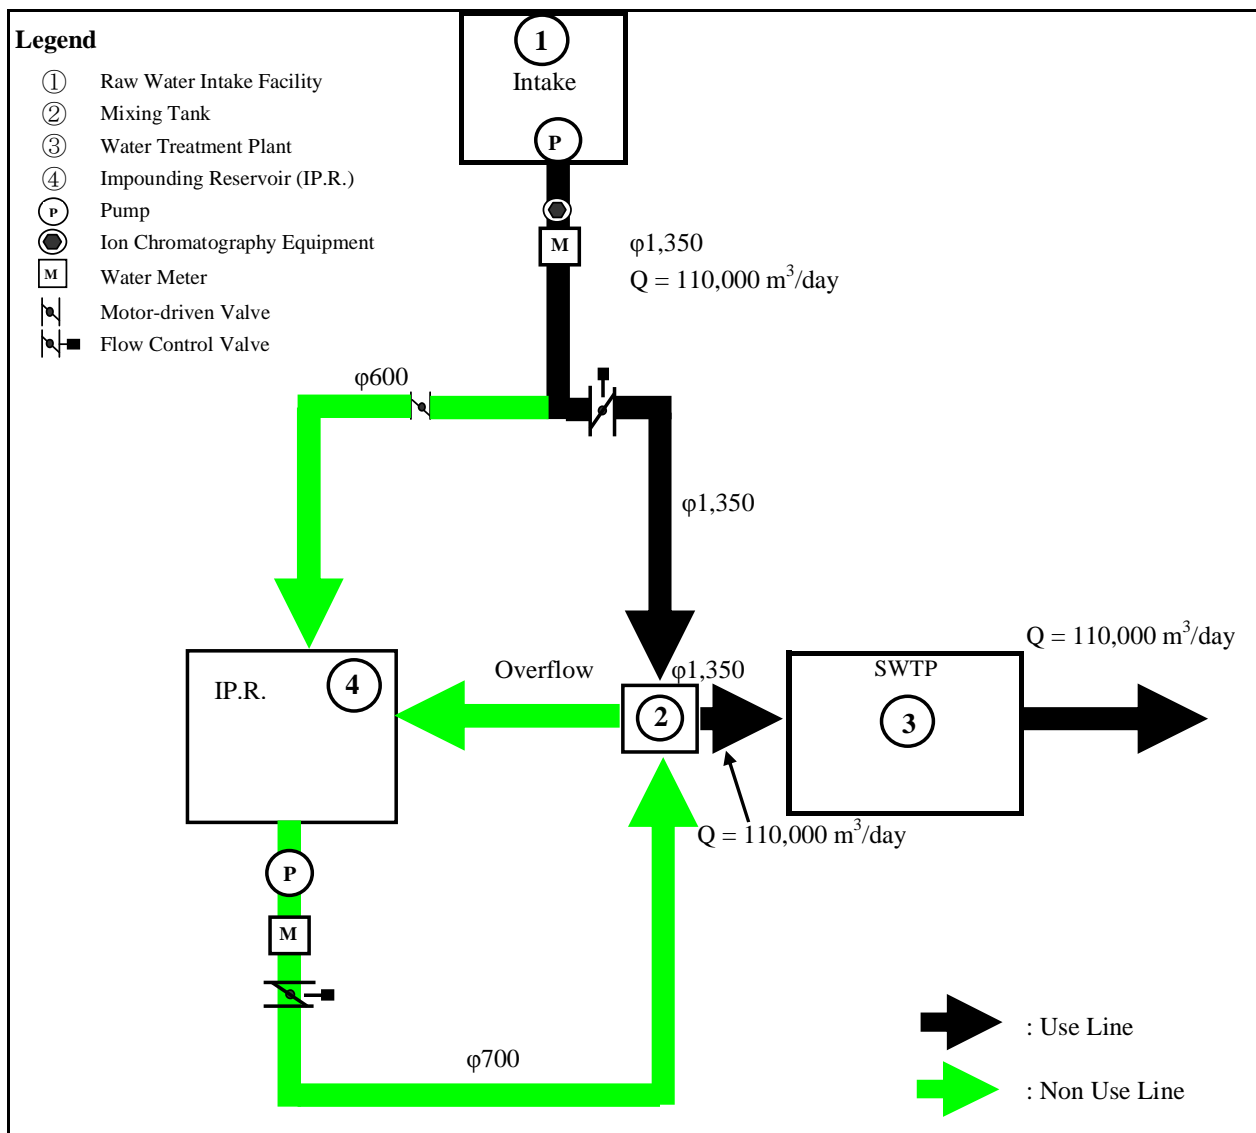 Legend
① Raw Water Intake Facility
② Mixing Tank
③ Water Treatment Plant
④ Impounding Reservoir (IP.R.)
P Pump
Ion Chromatography Equipment
M Water Meter
Motor-driven Valve
Flow Control Valve
1
Intake
P
M
φ1,350
Q = 110,000 m³/day
φ600
φ1,350
Q = 110,000 m³/day
IP.R.
4
Overflow
φ1,350
2
SWTP
3
Q = 110,000 m³/day
P
M
φ700
: Use Line
: Non Use Line